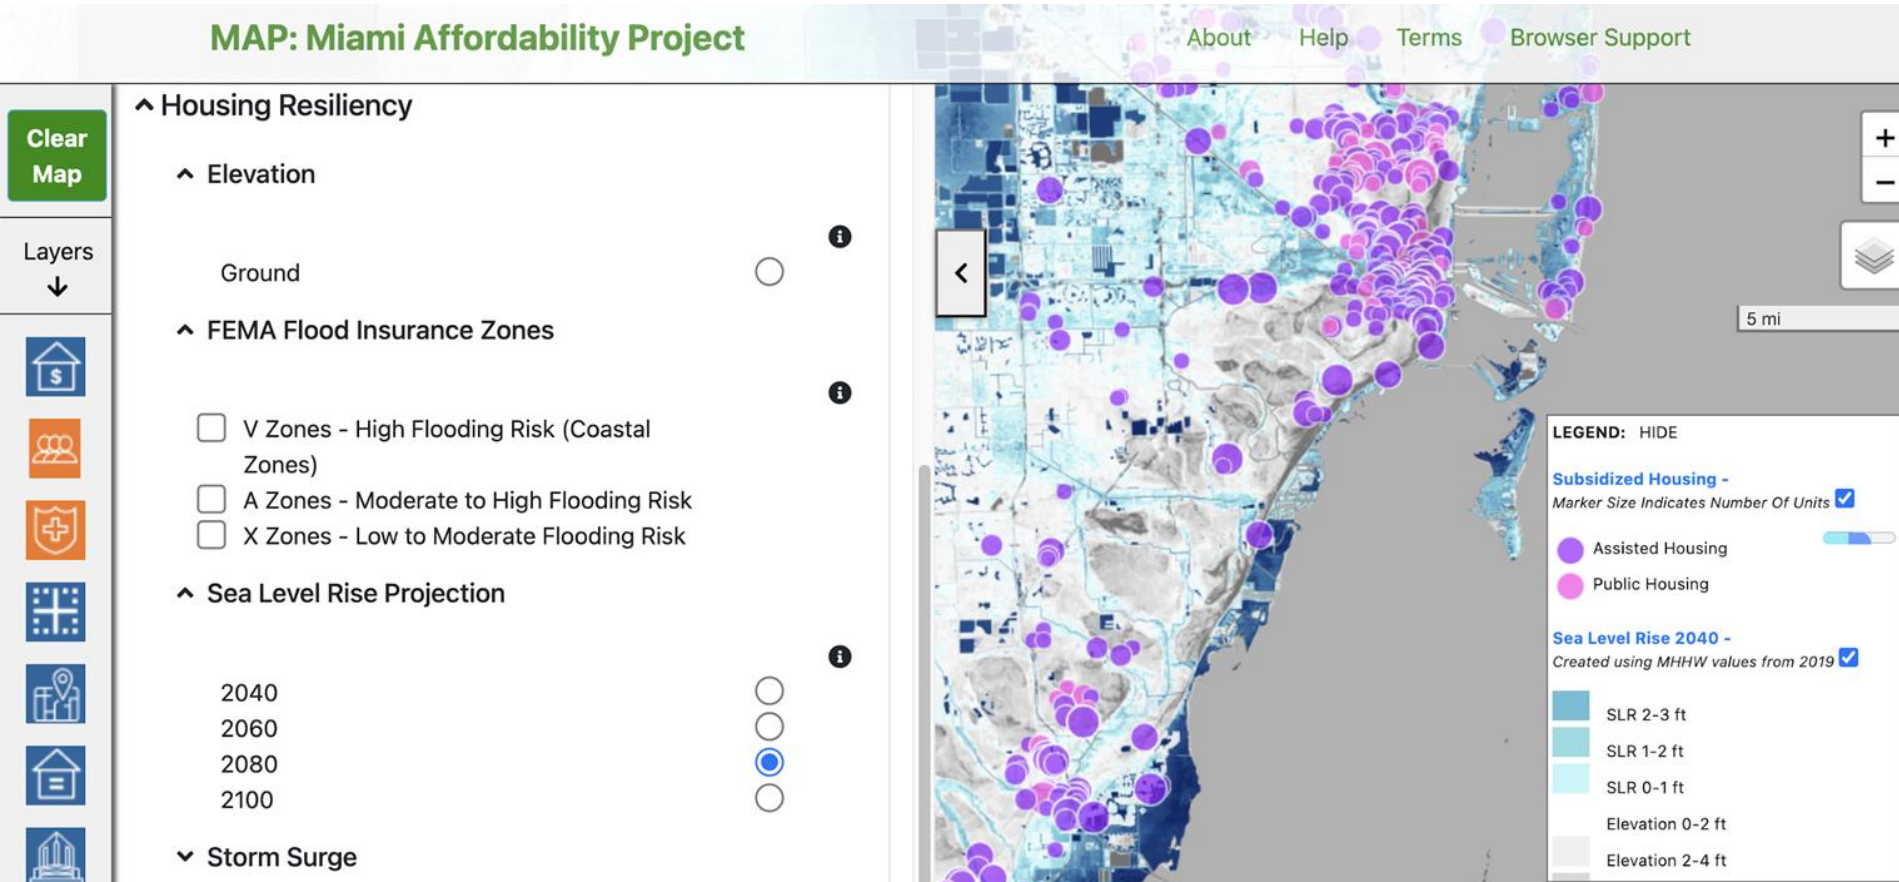 MAP: Miami Affordability Project
About Help Terms Browser Support
Clear
Map
Layers
Housing Resiliency
Elevation
Ground
FEMA Flood Insurance Zones
V Zones - High Flooding Risk (Coastal
Zones)
A Zones - Moderate to High Flooding Risk
X Zones - Low to Moderate Flooding Risk
Sea Level Rise Projection
2040
2060
2080
2100
Storm Surge
+
−
5 mi
LEGEND: HIDE
Subsidized Housing -
Marker Size Indicates Number Of Units
Assisted Housing
Public Housing
Sea Level Rise 2040 -
Created using MHHW values from 2019
SLR 2-3 ft
SLR 1-2 ft
SLR 0-1 ft
Elevation 0-2 ft
Elevation 2-4 ft